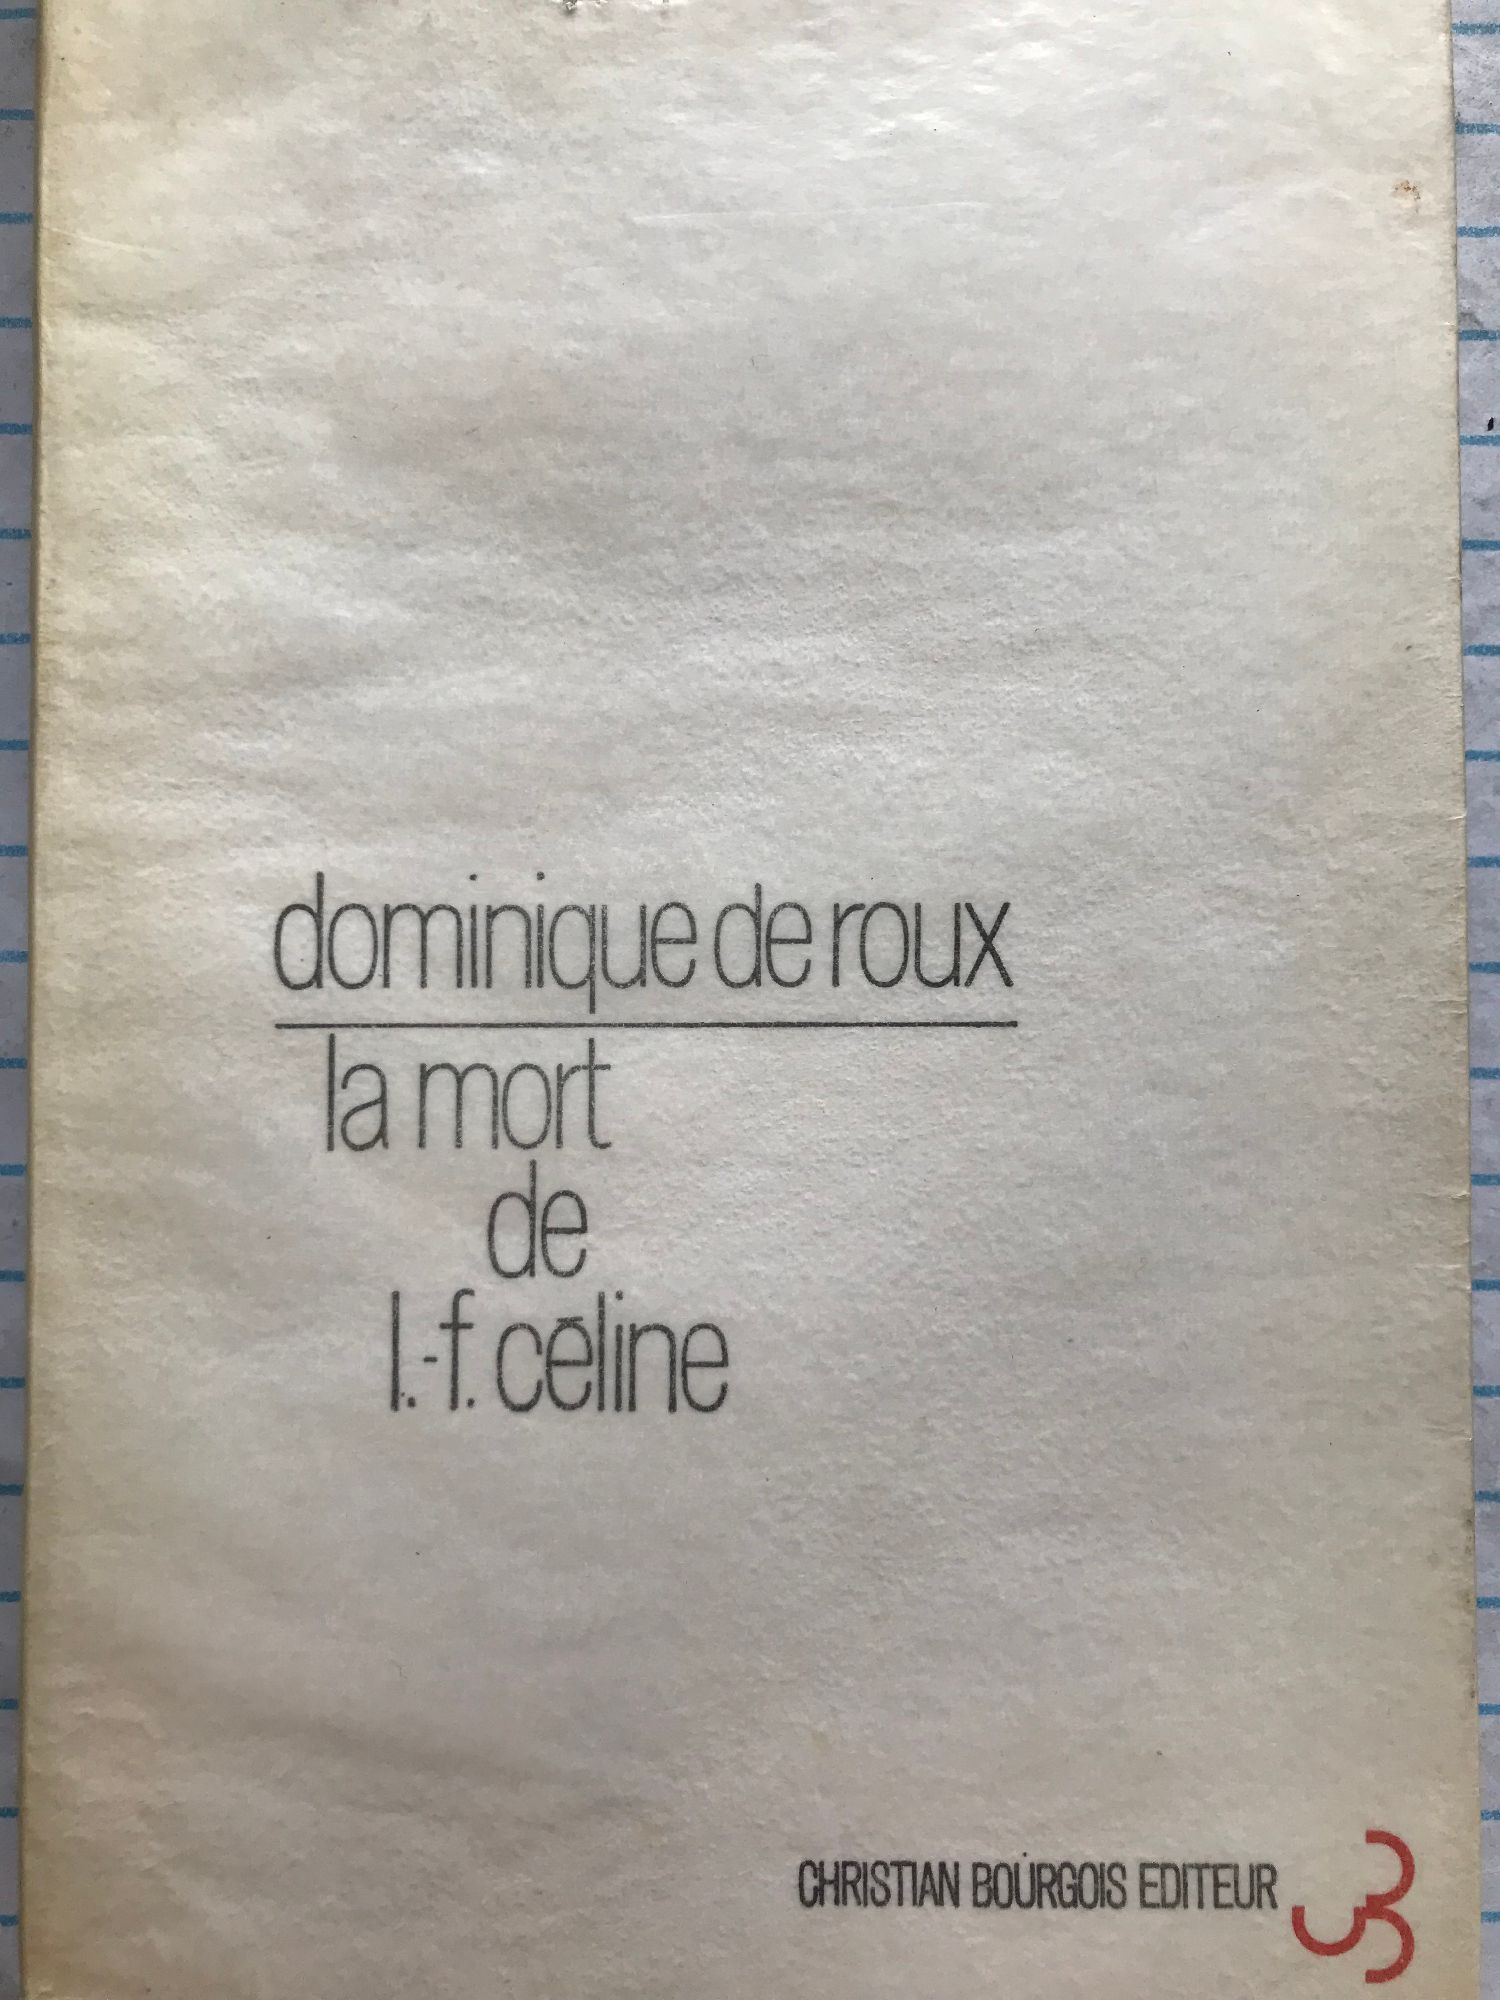 dominique de roux
la mort
de
l.-f. céline
CHRISTIAN BOURGOIS EDITEUR